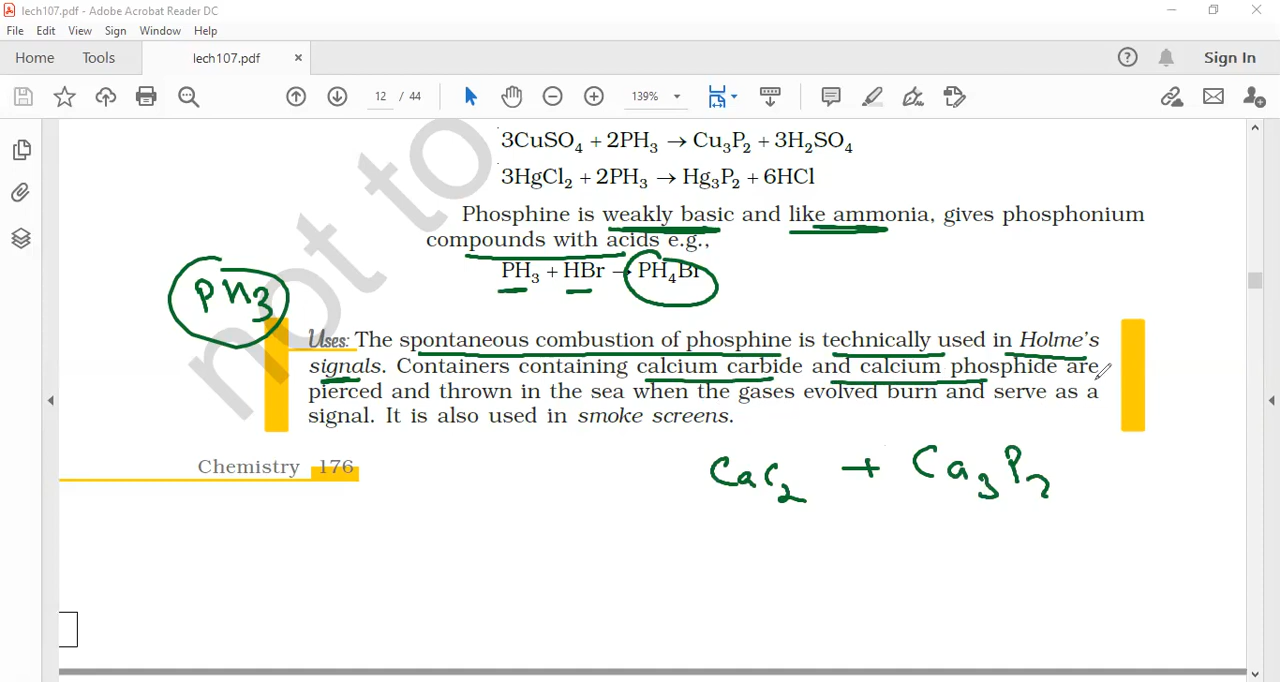 lech107.pdf - Adobe Acrobat Reader DC
File Edit View Sign Window Help
Home Tools lech107.pdf × Sign In
12 / 44 139%
3CuSO₄ + 2PH₃ → Cu₃P₂ + 3H₂SO₄
3HgCl₂ + 2PH₃ → Hg₃P₂ + 6HCl
Phosphine is weakly basic and like ammonia, gives phosphonium
compounds with acids e.g.,
PH₃ + HBr → PH₄Br
PH3
Uses: The spontaneous combustion of phosphine is technically used in Holme's
signals. Containers containing calcium carbide and calcium phosphide are
pierced and thrown in the sea when the gases evolved burn and serve as a
signal. It is also used in smoke screens.
CaC2 + Ca3P2
Chemistry 176
not to